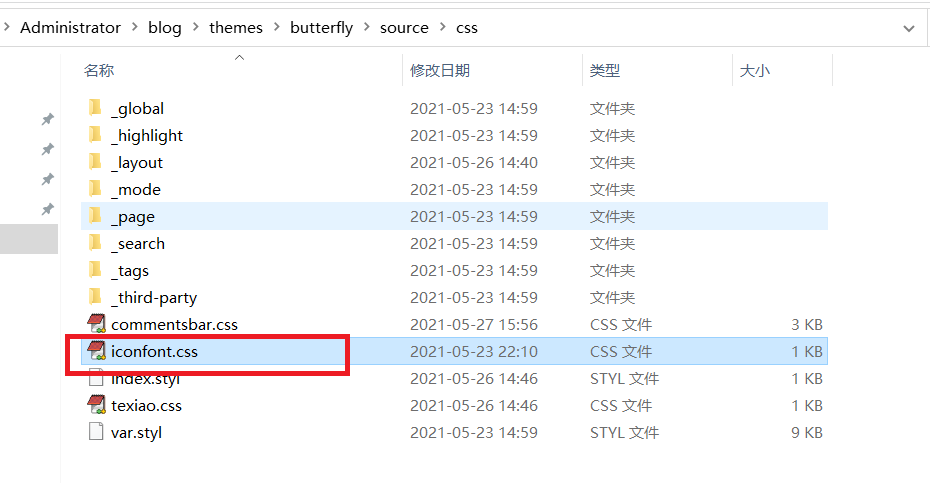 Administrator > blog > themes > butterfly > source > css
名称 修改日期 类型 大小
_global 2021-05-23 14:59 文件夹
_highlight 2021-05-23 14:59 文件夹
_layout 2021-05-26 14:40 文件夹
_mode 2021-05-23 14:59 文件夹
_page 2021-05-23 14:59 文件夹
_search 2021-05-23 14:59 文件夹
_tags 2021-05-23 14:59 文件夹
_third-party 2021-05-23 14:59 文件夹
commentsbar.css 2021-05-27 15:56 CSS 文件 3 KB
iconfont.css 2021-05-23 22:10 CSS 文件 1 KB
index.styl 2021-05-26 14:46 STYL 文件 1 KB
texiao.css 2021-05-26 14:46 CSS 文件 1 KB
var.styl 2021-05-23 14:59 STYL 文件 9 KB